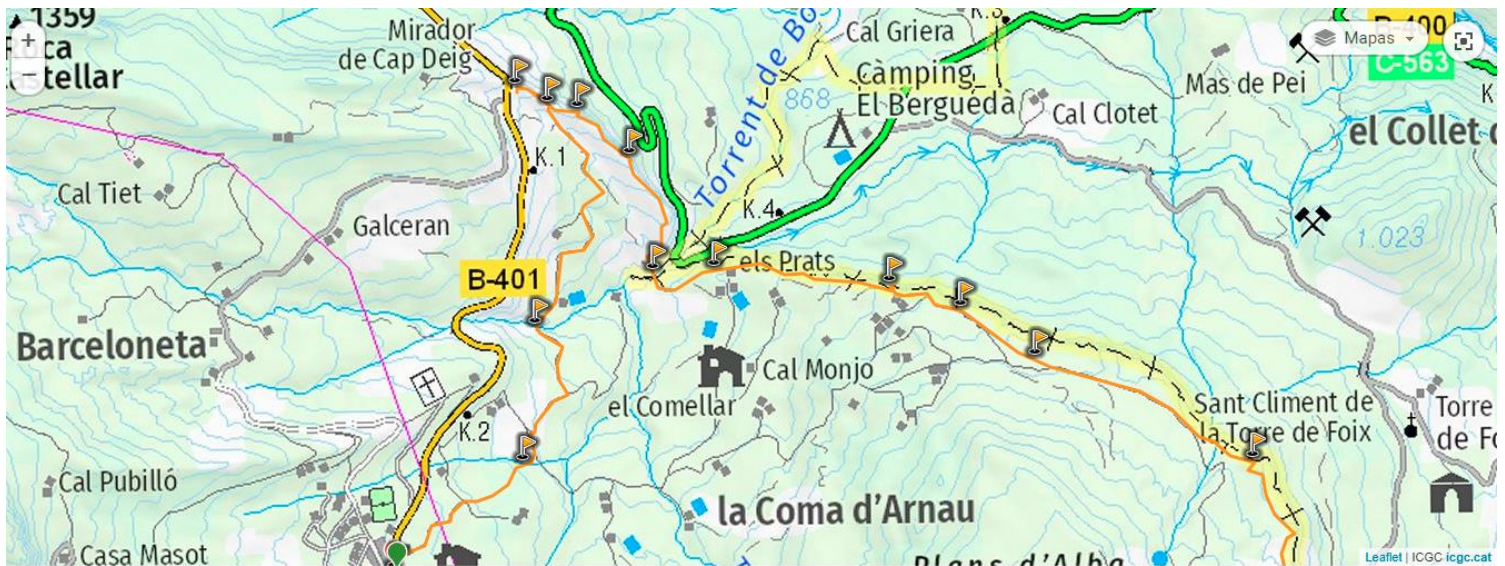 1359
Roca
astellar
+
−
Mirador
de Cap Deig
Cal Griera
K.3
B-400
C-563
Mapas
Càmping
El Berguedà
868
Mas de Pei
Torrent de Bo
Cal Clotet
el Collet d
K.1
Cal Tiet
Galceran
K.4
1.023
els Prats
B-401
Barceloneta
Cal Monjo
el Comellar
Sant Climent de
la Torre de Foix
Torre
de Fo
K.2
Cal Pubilló
la Coma d'Arnau
Casa Masot
Plans d'Alba
Leaflet | ICGC icgc.cat